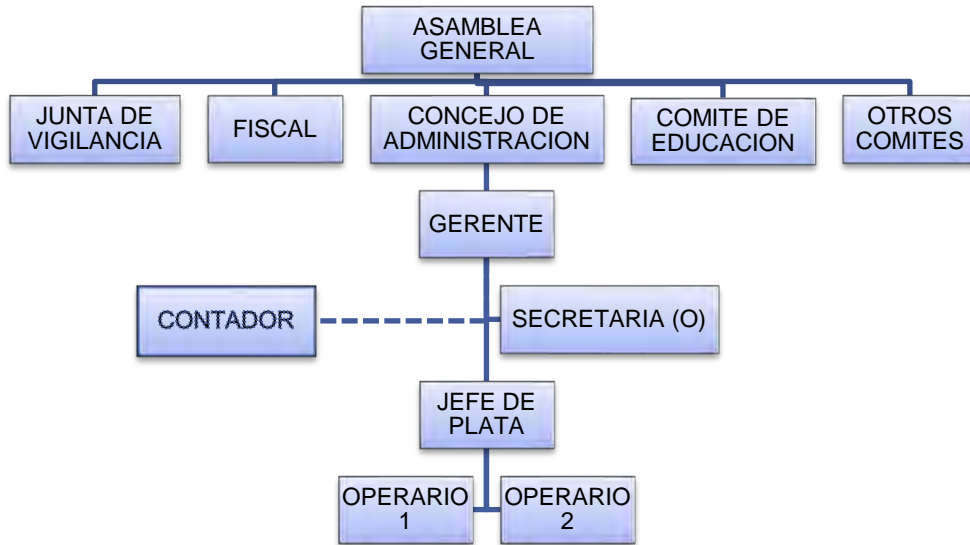 ASAMBLEA
GENERAL
JUNTA DE
VIGILANCIA
FISCAL
CONCEJO DE
ADMINISTRACION
COMITE DE
EDUCACION
OTROS
COMITES
GERENTE
CONTADOR
SECRETARIA (O)
JEFE DE
PLATA
OPERARIO
1
OPERARIO
2